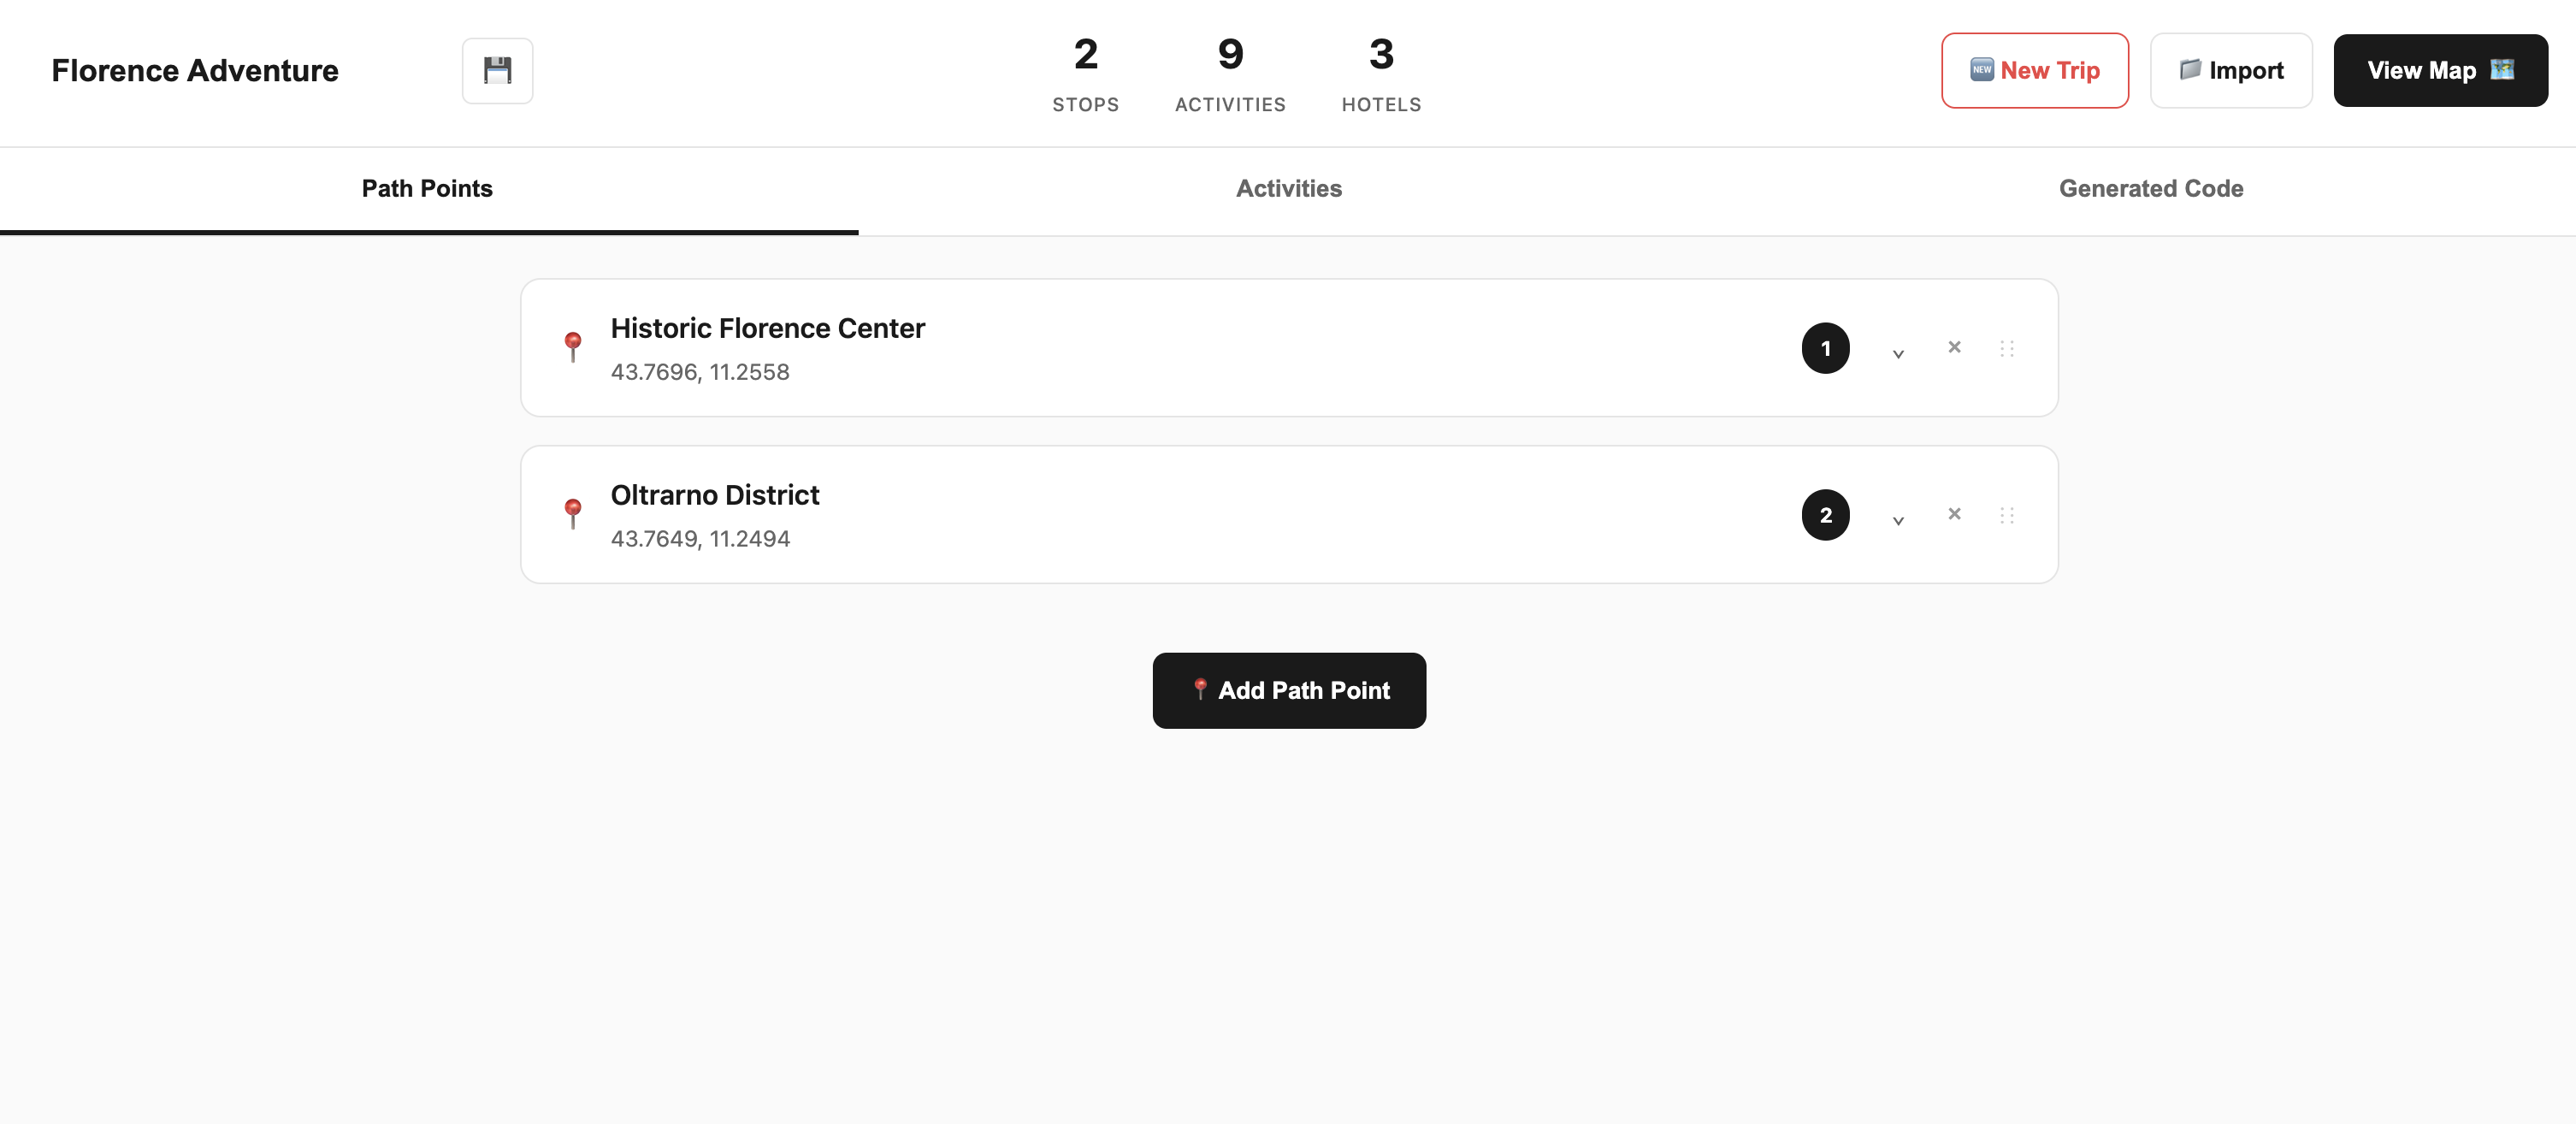 Florence Adventure
2
STOPS
9
ACTIVITIES
3
HOTELS
NEW New Trip
Import
View Map
Path Points
Activities
Generated Code
Historic Florence Center
43.7696, 11.2558
1
Oltrarno District
43.7649, 11.2494
2
Add Path Point